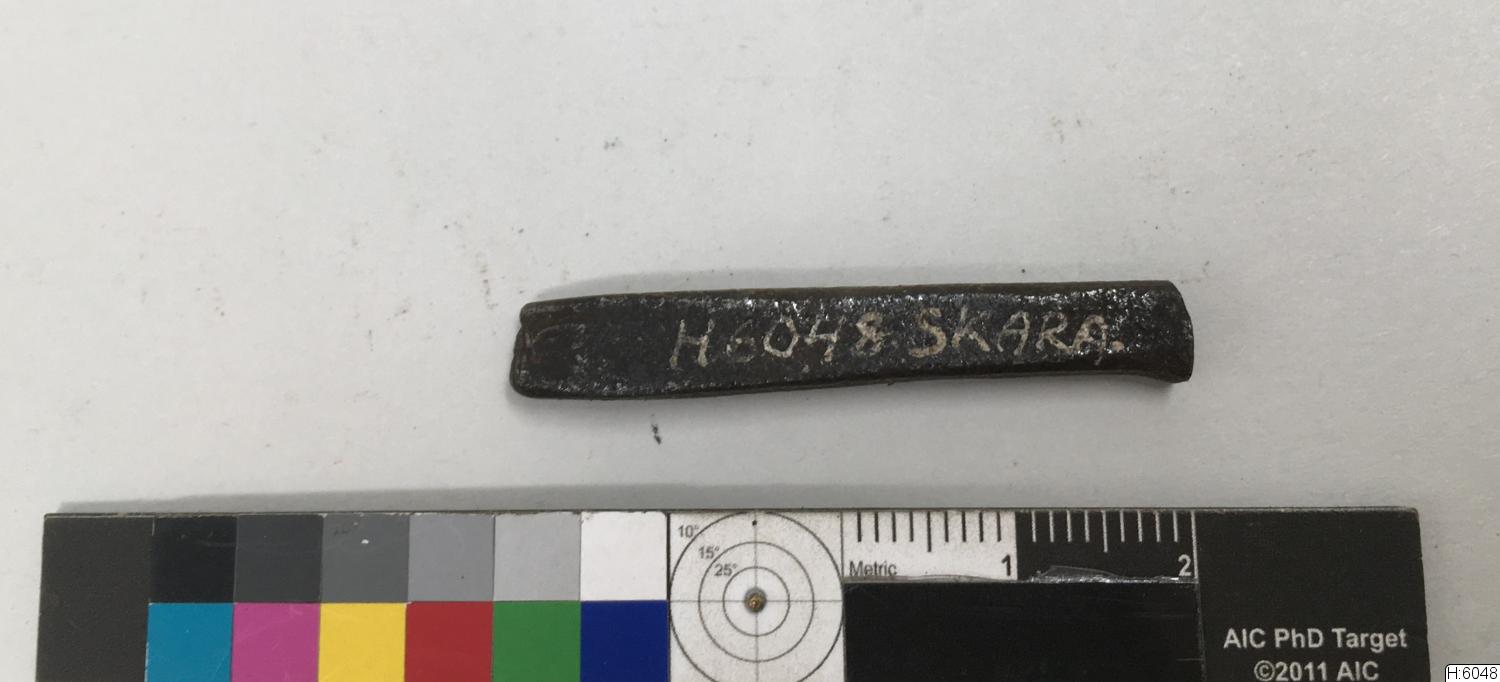 H6048 SKARA.
10°
15°
25°
Metric 1 2
AIC PhD Target
©2011 AIC
H:6048